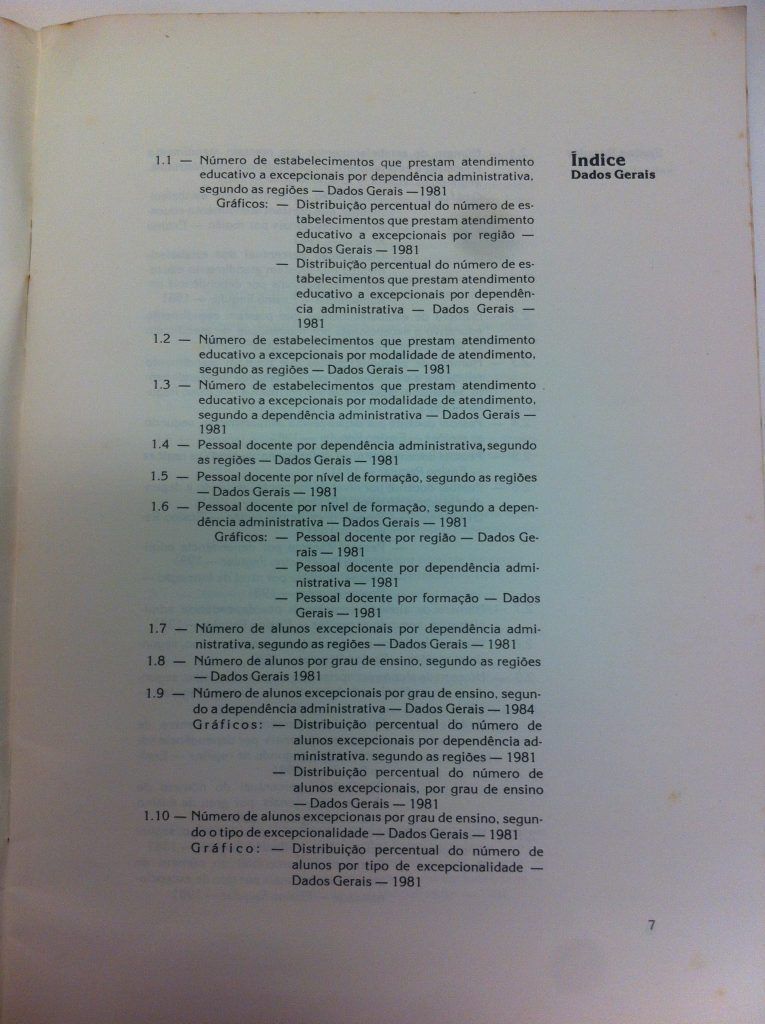 Índice
Dados Gerais
1.1 — Número de estabelecimentos que prestam atendimento
educativo a excepcionais por dependência administrativa,
segundo as regiões — Dados Gerais —1981
Gráficos: — Distribuição percentual do número de es-
tabelecimentos que prestam atendimento
educativo a excepcionais por região —
Dados Gerais — 1981
— Distribuição percentual do número de es-
tabelecimentos que prestam atendimento
educativo a excepcionais por dependên-
cia administrativa — Dados Gerais —
1981
1.2 — Número de estabelecimentos que prestam atendimento
educativo a excepcionais por modalidade de atendimento,
segundo as regiões — Dados Gerais — 1981
1.3 — Número de estabelecimentos que prestam atendimento
educativo a excepcionais por modalidade de atendimento,
segundo a dependência administrativa — Dados Gerais —
1981
1.4 — Pessoal docente por dependência administrativa, segundo
as regiões — Dados Gerais — 1981
1.5 — Pessoal docente por nível de formação, segundo as regiões
— Dados Gerais — 1981
1.6 — Pessoal docente por nível de formação, segundo a depen-
dência administrativa — Dados Gerais — 1981
Gráficos: — Pessoal docente por região — Dados Ge-
rais — 1981
— Pessoal docente por dependência admi-
nistrativa — 1981
— Pessoal docente por formação — Dados
Gerais — 1981
1.7 — Número de alunos excepcionais por dependência admi-
nistrativa, segundo as regiões — Dados Gerais — 1981
1.8 — Número de alunos por grau de ensino, segundo as regiões
— Dados Gerais 1981
1.9 — Número de alunos excepcionais por grau de ensino, segun-
do a dependência administrativa — Dados Gerais — 1984
Gráficos: — Distribuição percentual do número de
alunos excepcionais por dependência ad-
ministrativa. segundo as regiões — 1981
— Distribuição percentual do número de
alunos excepcionais, por grau de ensino
— Dados Gerais — 1981
1.10 — Número de alunos excepcionais por grau de ensino, segun-
do o tipo de excepcionalidade — Dados Gerais — 1981
Gráfico: — Distribuição percentual do número de
alunos por tipo de excepcionalidade —
Dados Gerais — 1981
7